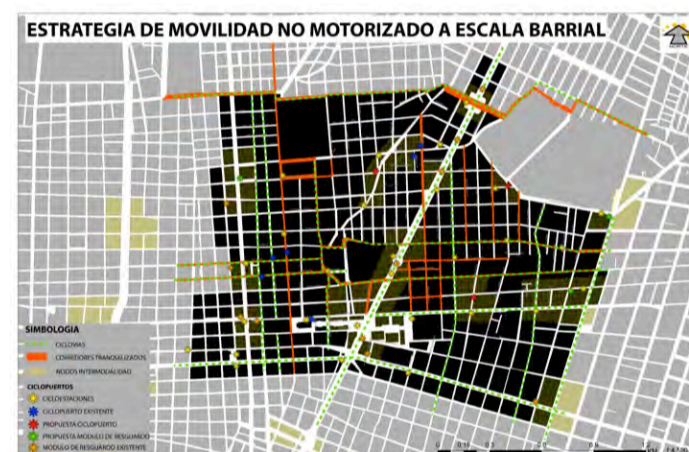 ESTRATEGIA DE MOVILIDAD NO MOTORIZADO A ESCALA BARRIAL
SIMBOLOGIA
CICLOVIAS
CORREDORES TRANQUILIZADOS
NODOS INTERMODALIDAD
CICLOPUERTOS
CICLOESTACIONES
CICLOPUERTO EXISTENTE
PROPUESTA CICLOPUERTO
PROPUESTA MODULO DE RESGUARDO
MODULO DE RESGUARDO EXISTENTE